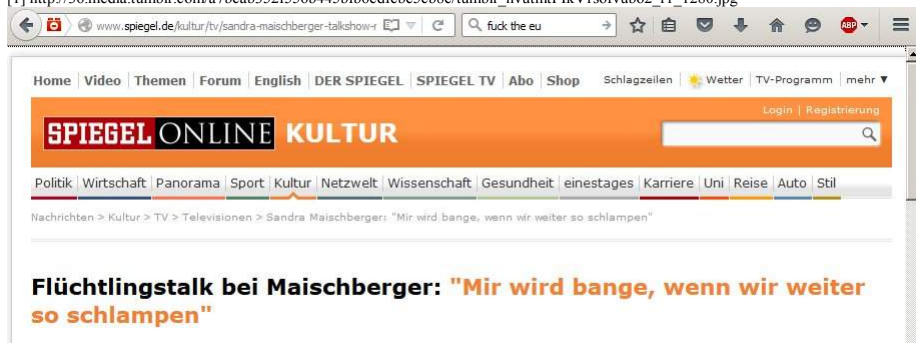 www.spiegel.de/kultur/tv/sandra-maischberger-talkshow-r fuck the eu ABP
Home | Video | Themen | Forum | English | DER SPIEGEL | SPIEGEL TV | Abo | Shop Schlagzeilen | Wetter | TV-Programm | mehr ▼
Login | Registrierung
SPIEGEL ONLINE KULTUR
Politik | Wirtschaft | Panorama | Sport | Kultur | Netzwelt | Wissenschaft | Gesundheit | einestages | Karriere | Uni | Reise | Auto | Stil
Nachrichten > Kultur > TV > Televisionen > Sandra Maischberger: "Mir wird bange, wenn wir weiter so schlampen"
Flüchtlingstalk bei Maischberger: "Mir wird bange, wenn wir weiter
so schlampen"